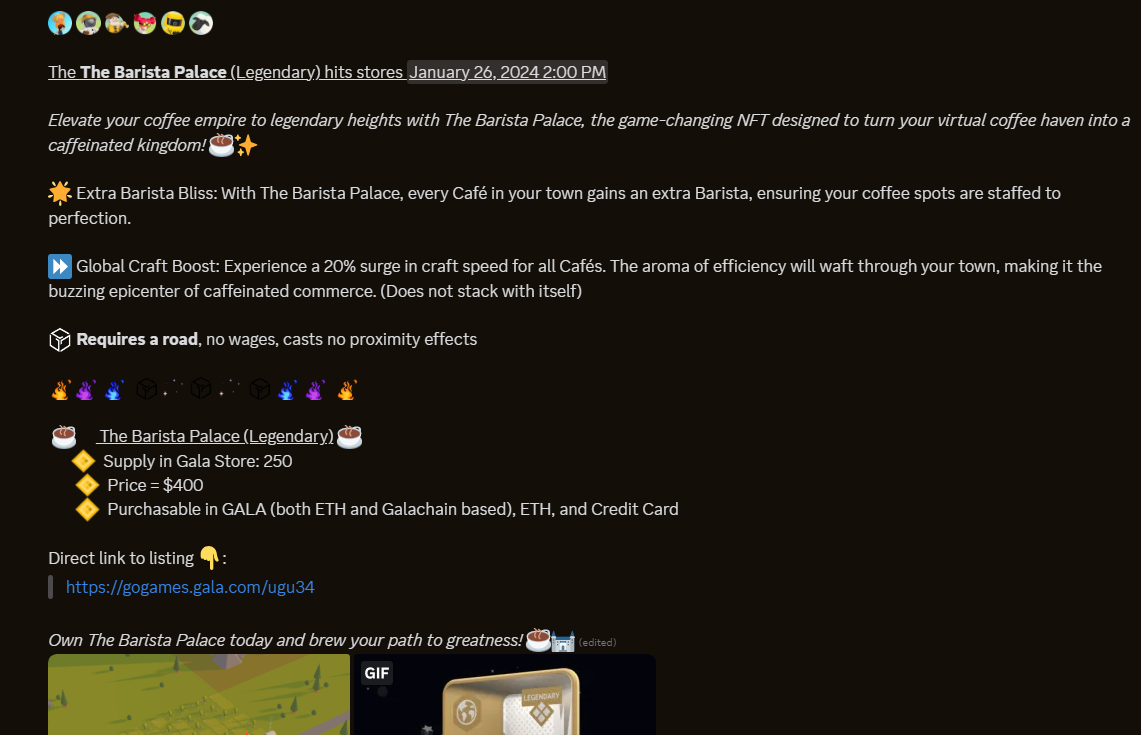 The The Barista Palace (Legendary) hits stores January 26, 2024 2:00 PM
Elevate your coffee empire to legendary heights with The Barista Palace, the game-changing NFT designed to turn your virtual coffee haven into a
caffeinated kingdom!
Extra Barista Bliss: With The Barista Palace, every Café in your town gains an extra Barista, ensuring your coffee spots are staffed to
perfection.
Global Craft Boost: Experience a 20% surge in craft speed for all Cafés. The aroma of efficiency will waft through your town, making it the
buzzing epicenter of caffeinated commerce. (Does not stack with itself)
Requires a road, no wages, casts no proximity effects
The Barista Palace (Legendary)
Supply in Gala Store: 250
Price = $400
Purchasable in GALA (both ETH and Galachain based), ETH, and Credit Card
Direct link to listing :
https://gogames.gala.com/ugu34
Own The Barista Palace today and brew your path to greatness! (edited)
GIF
LEGENDARY